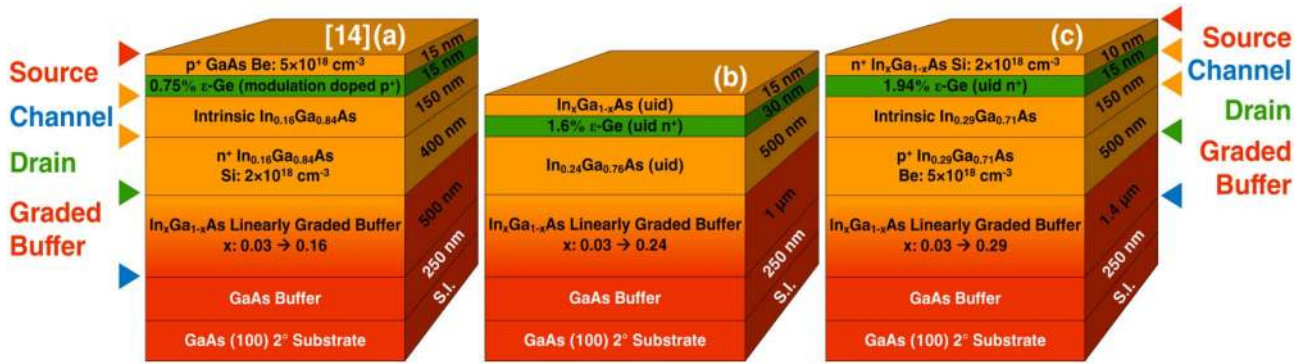 Source
Channel
Drain
Graded
Buffer
[14](a)
p⁺ GaAs Be: 5×10¹⁸ cm⁻³
0.75% ε-Ge (modulation doped p⁺)
Intrinsic In₀.₁₆Ga₀.₈₄As
n⁺ In₀.₁₆Ga₀.₈₄As
Si: 2×10¹⁸ cm⁻³
InₓGa₁₋ₓAs Linearly Graded Buffer
x: 0.03 → 0.16
GaAs Buffer
GaAs (100) 2° Substrate
15 nm
15 nm
150 nm
400 nm
500 nm
250 nm
S.I.
(b)
InₓGa₁₋ₓAs (uid)
1.6% ε-Ge (uid n⁺)
In₀.₂₄Ga₀.₇₆As (uid)
InₓGa₁₋ₓAs Linearly Graded Buffer
x: 0.03 → 0.24
GaAs Buffer
GaAs (100) 2° Substrate
15 nm
30 nm
500 nm
1 μm
250 nm
S.I.
(c)
n⁺ InₓGa₁₋ₓAs Si: 2×10¹⁸ cm⁻³
1.94% ε-Ge (uid n⁺)
Intrinsic In₀.₂₉Ga₀.₇₁As
p⁺ In₀.₂₉Ga₀.₇₁As
Be: 5×10¹⁸ cm⁻³
InₓGa₁₋ₓAs Linearly Graded Buffer
x: 0.03 → 0.29
GaAs Buffer
GaAs (100) 2° Substrate
10 nm
15 nm
150 nm
500 nm
1.4 μm
250 nm
S.I.
Source
Channel
Drain
Graded
Buffer